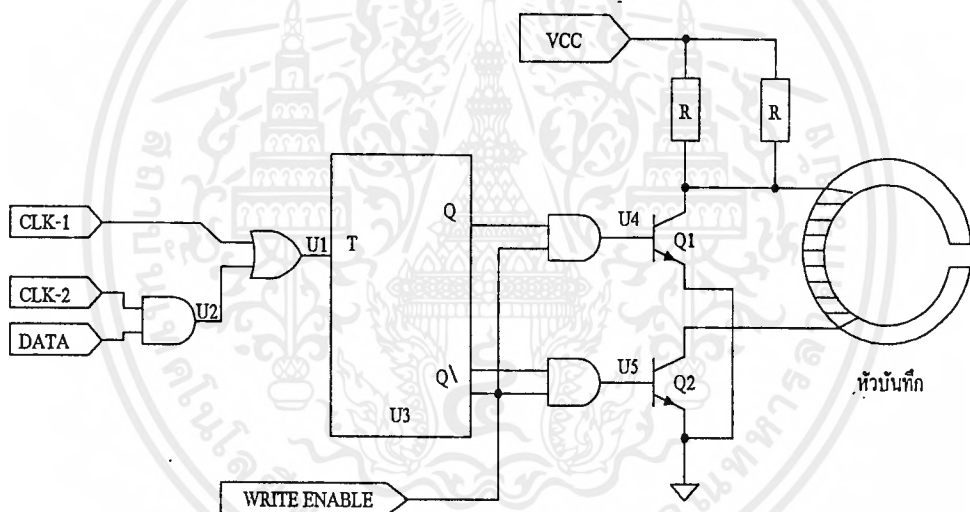 VCC
R
R
CLK-1
CLK-2
DATA
U1
U2
T
Q
Q\
U3
U4
Q1
U5
Q2
WRITE ENABLE
หัวบันทึก